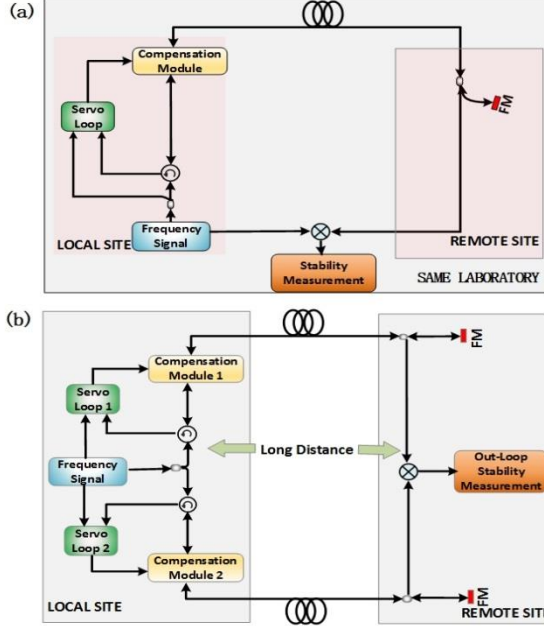 (a)
Compensation
Module
Servo
Loop
FM
Frequency
Signal
LOCAL SITE
REMOTE SITE
Stability
Measurement
SAME LABORATORY
(b)
Compensation
Module 1
FM
Servo
Loop 1
Long Distance
Frequency
Signal
Out-Loop
Stability
Measurement
Servo
Loop 2
Compensation
Module 2
FM
LOCAL SITE
REMOTE SITE